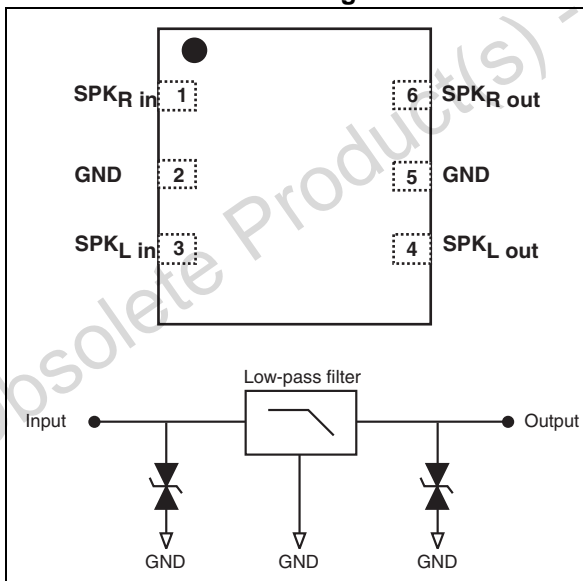 SPKR in 1 6 SPKR out
GND 2 5 GND
SPKL in 3 4 SPKL out
Low-pass filter
Input Output
GND GND GND
Obsolete Product(s) -